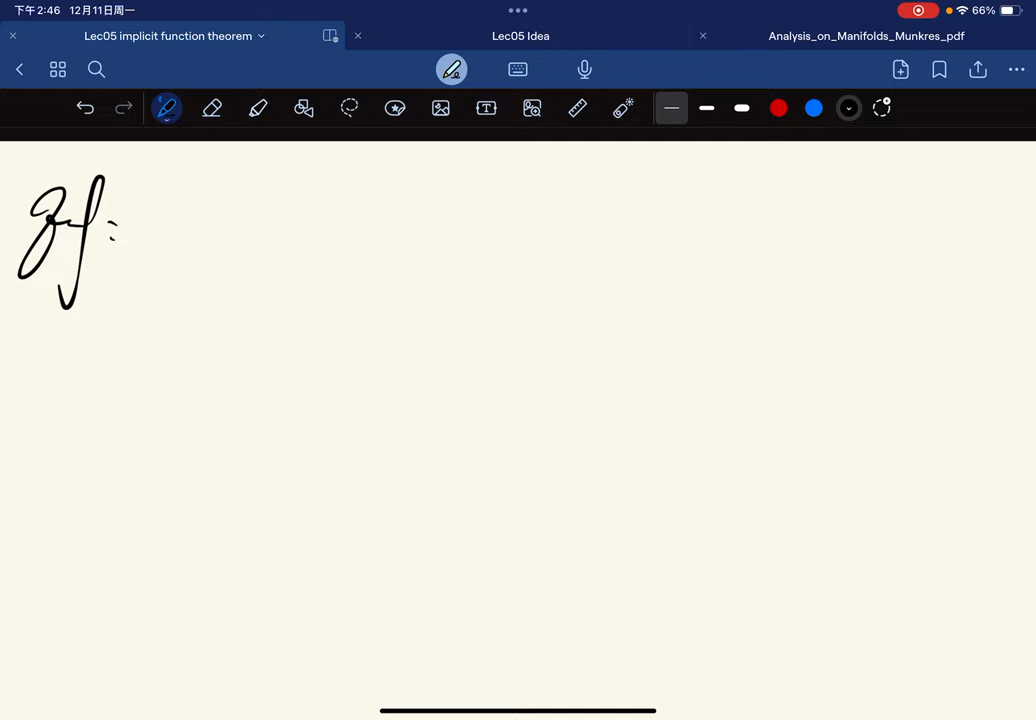 下午2:46 12月11日周一
66%
Lec05 implicit function theorem
Lec05 Idea
Analysis_on_Manifolds_Munkres_pdf